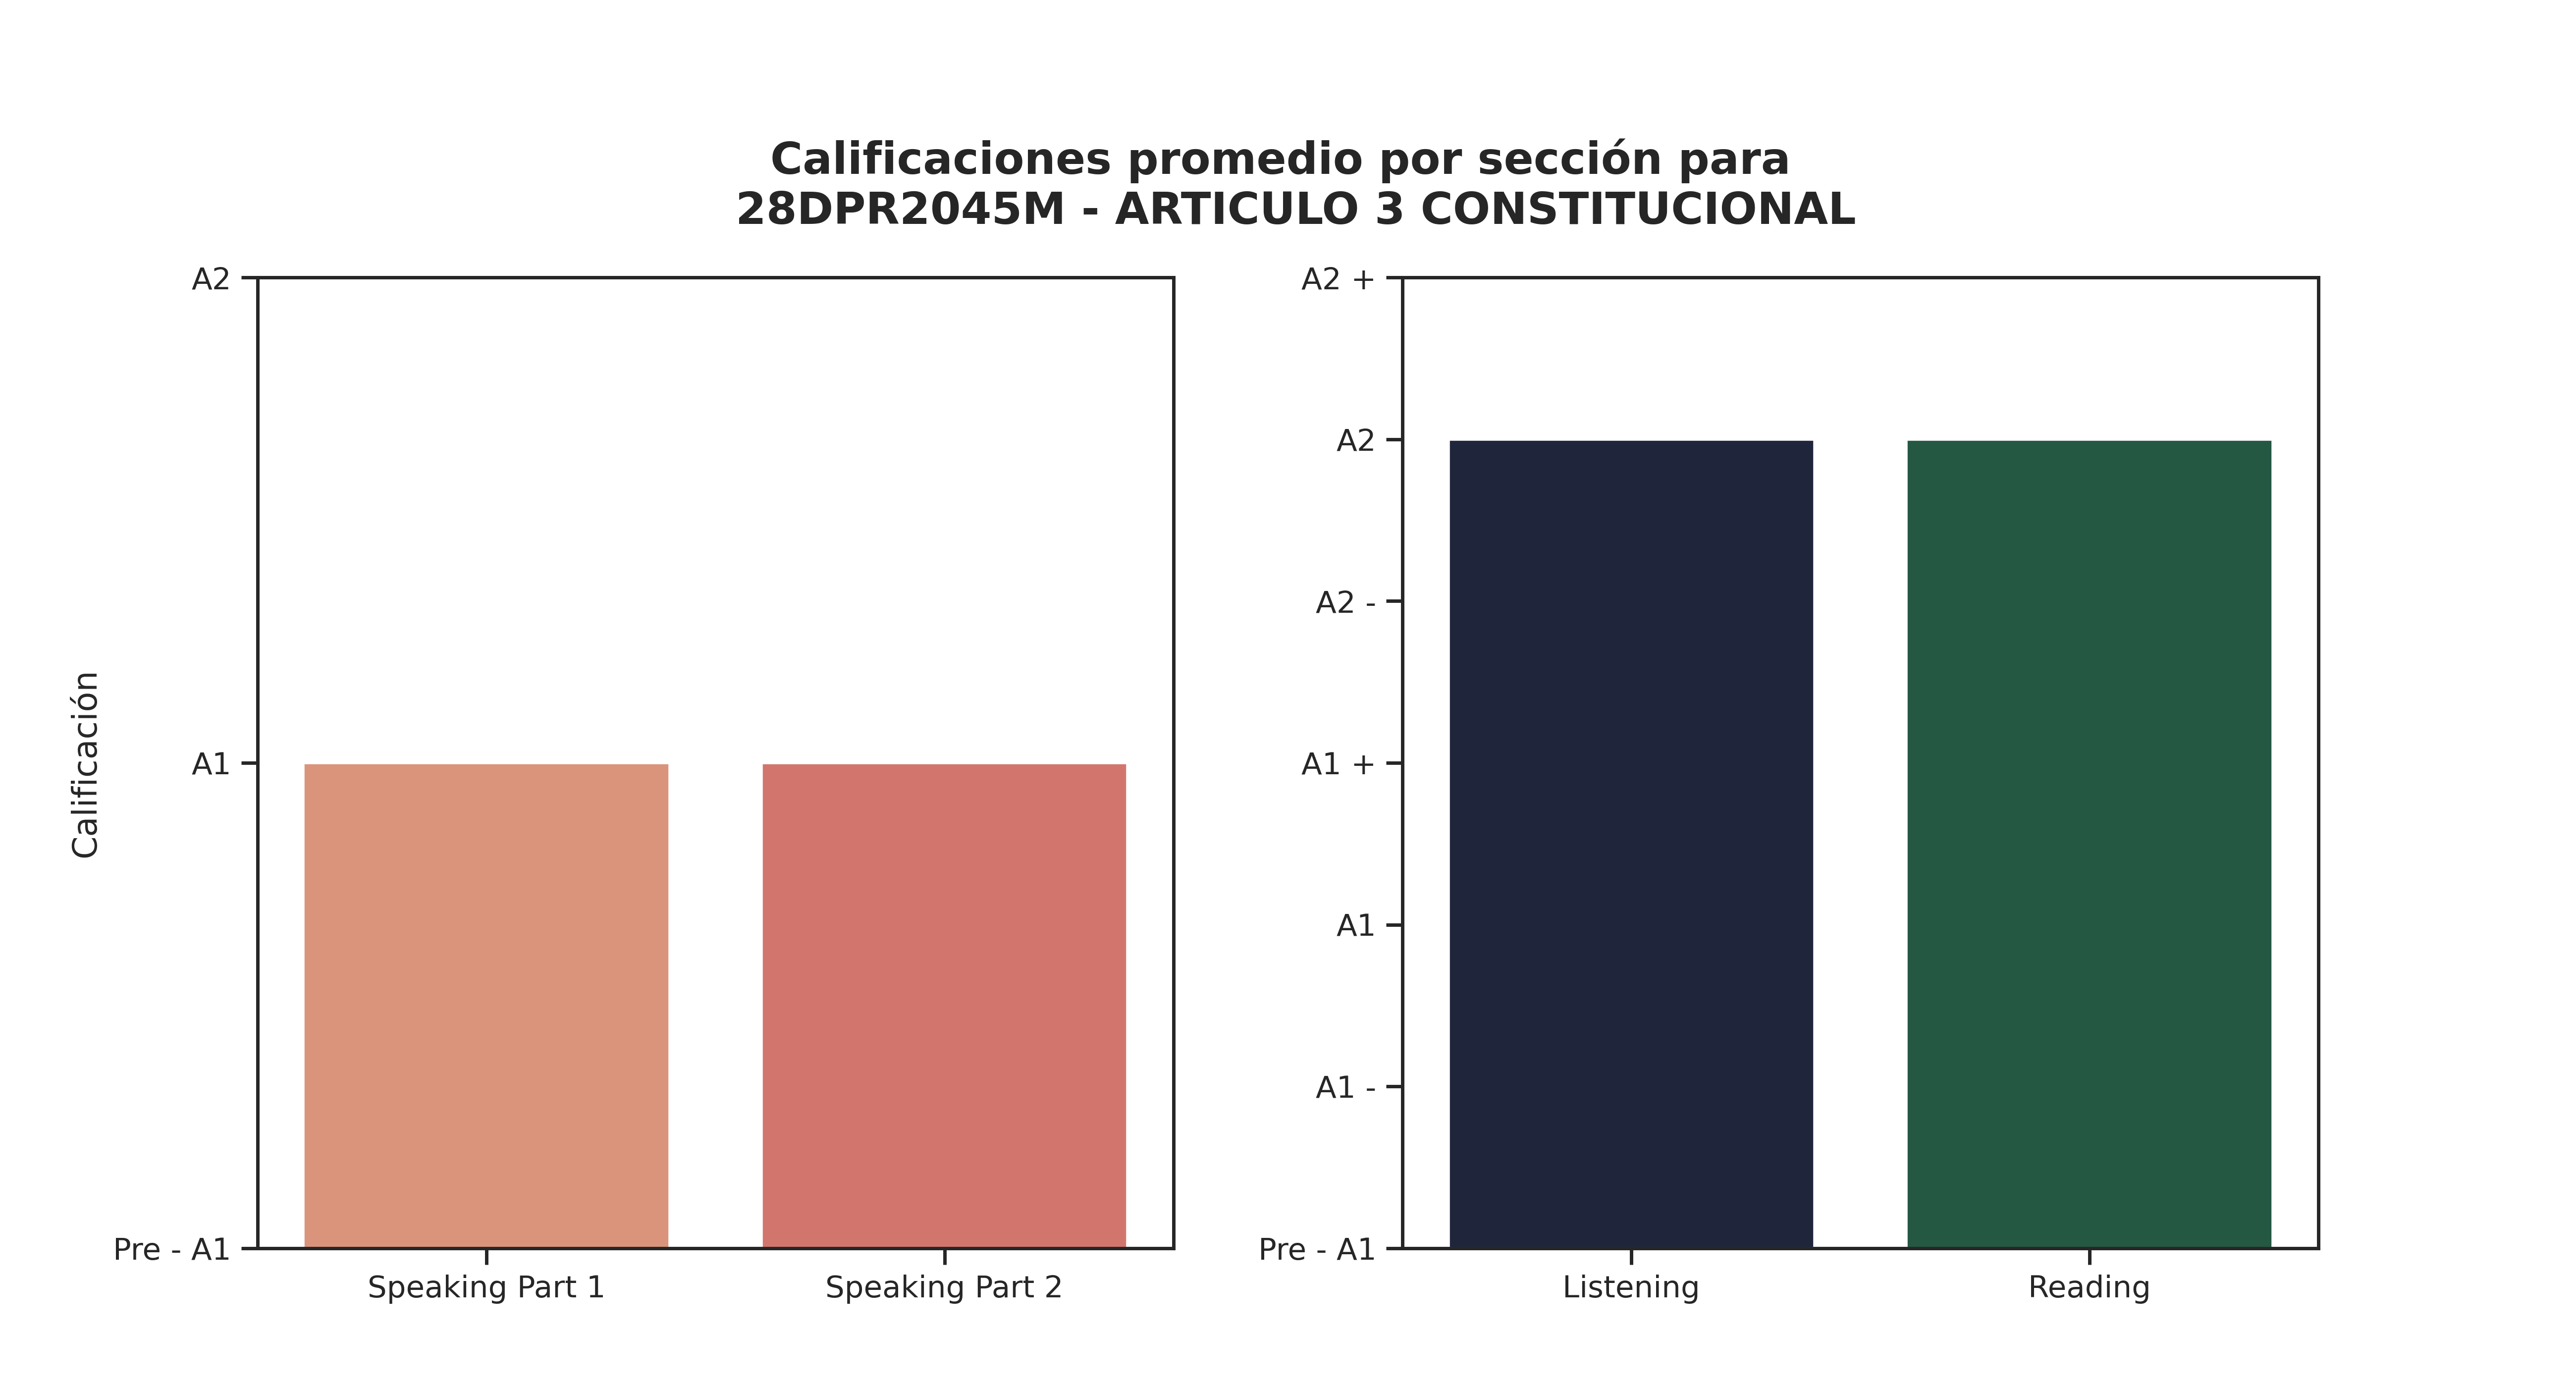 Calificaciones promedio por sección para
28DPR2045M - ARTICULO 3 CONSTITUCIONAL
Calificación
A2
A1
Pre - A1
Speaking Part 1
Speaking Part 2
A2 +
A2
A2 -
A1 +
A1
A1 -
Pre - A1
Listening
Reading